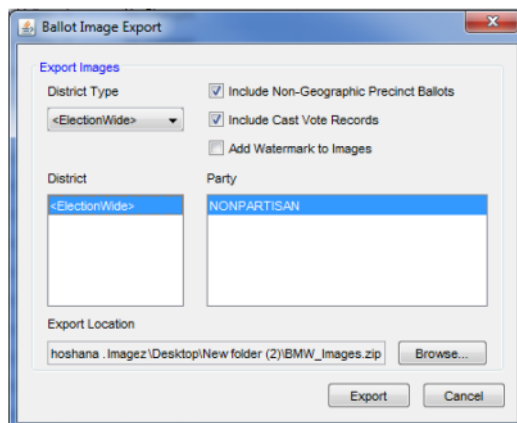 Ballot Image Export
Export Images
District Type
<ElectionWide>
Include Non-Geographic Precinct Ballots
Include Cast Vote Records
Add Watermark to Images
District
<ElectionWide>
Party
NONPARTISAN
Export Location
hoshana . Imagez\Desktop\New folder (2)\BMW_Images.zip
Browse...
Export
Cancel